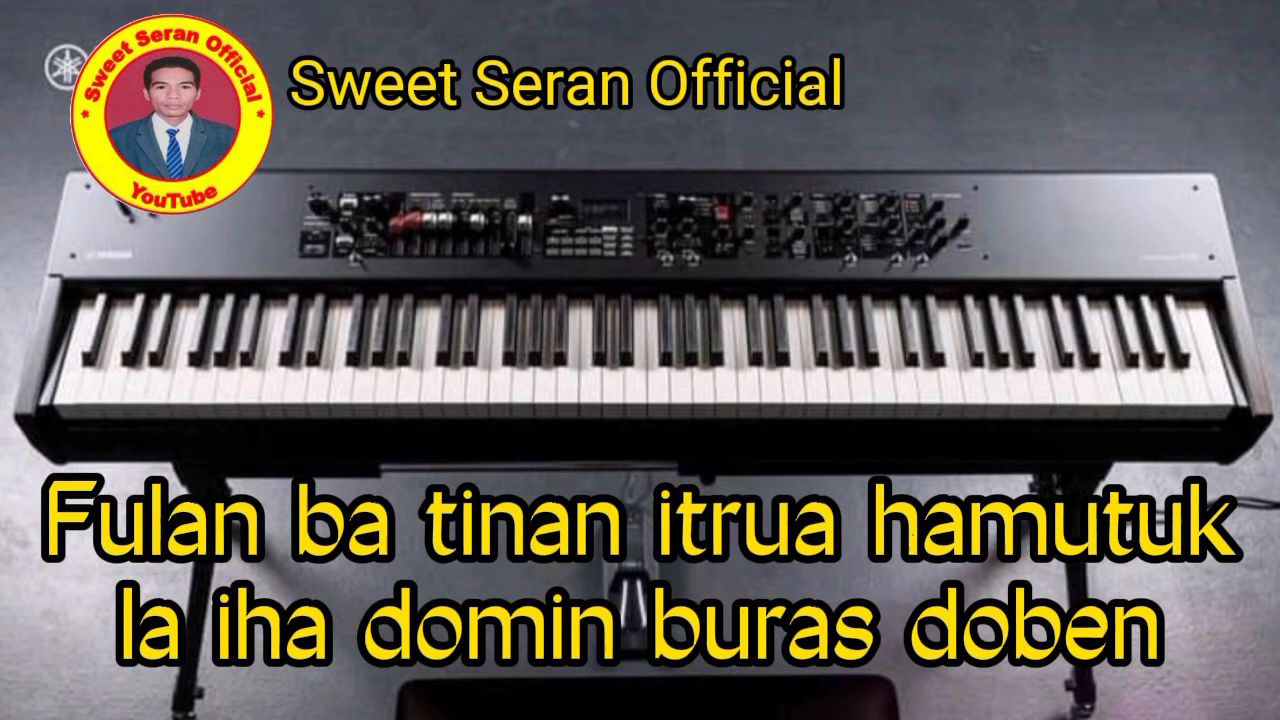 * Sweet Seran Official *
YouTube
Sweet Seran Official
Fulan ba tinan itrua hamutuk
la iha domin buras doben